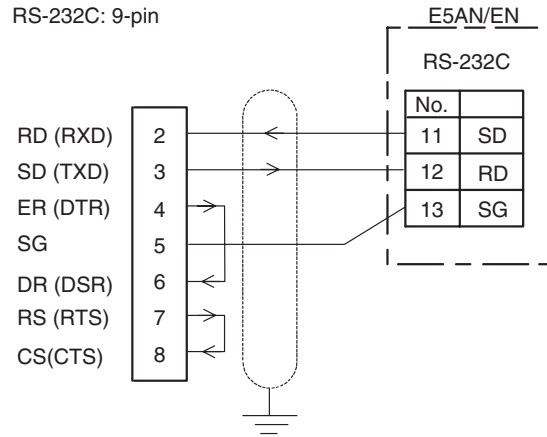 RS-232C: 9-pin
E5AN/EN
RS-232C
No.
RD (RXD) 2 11 SD
SD (TXD) 3 12 RD
ER (DTR) 4
13 SG
SG 5
DR (DSR) 6
RS (RTS) 7
CS(CTS) 8